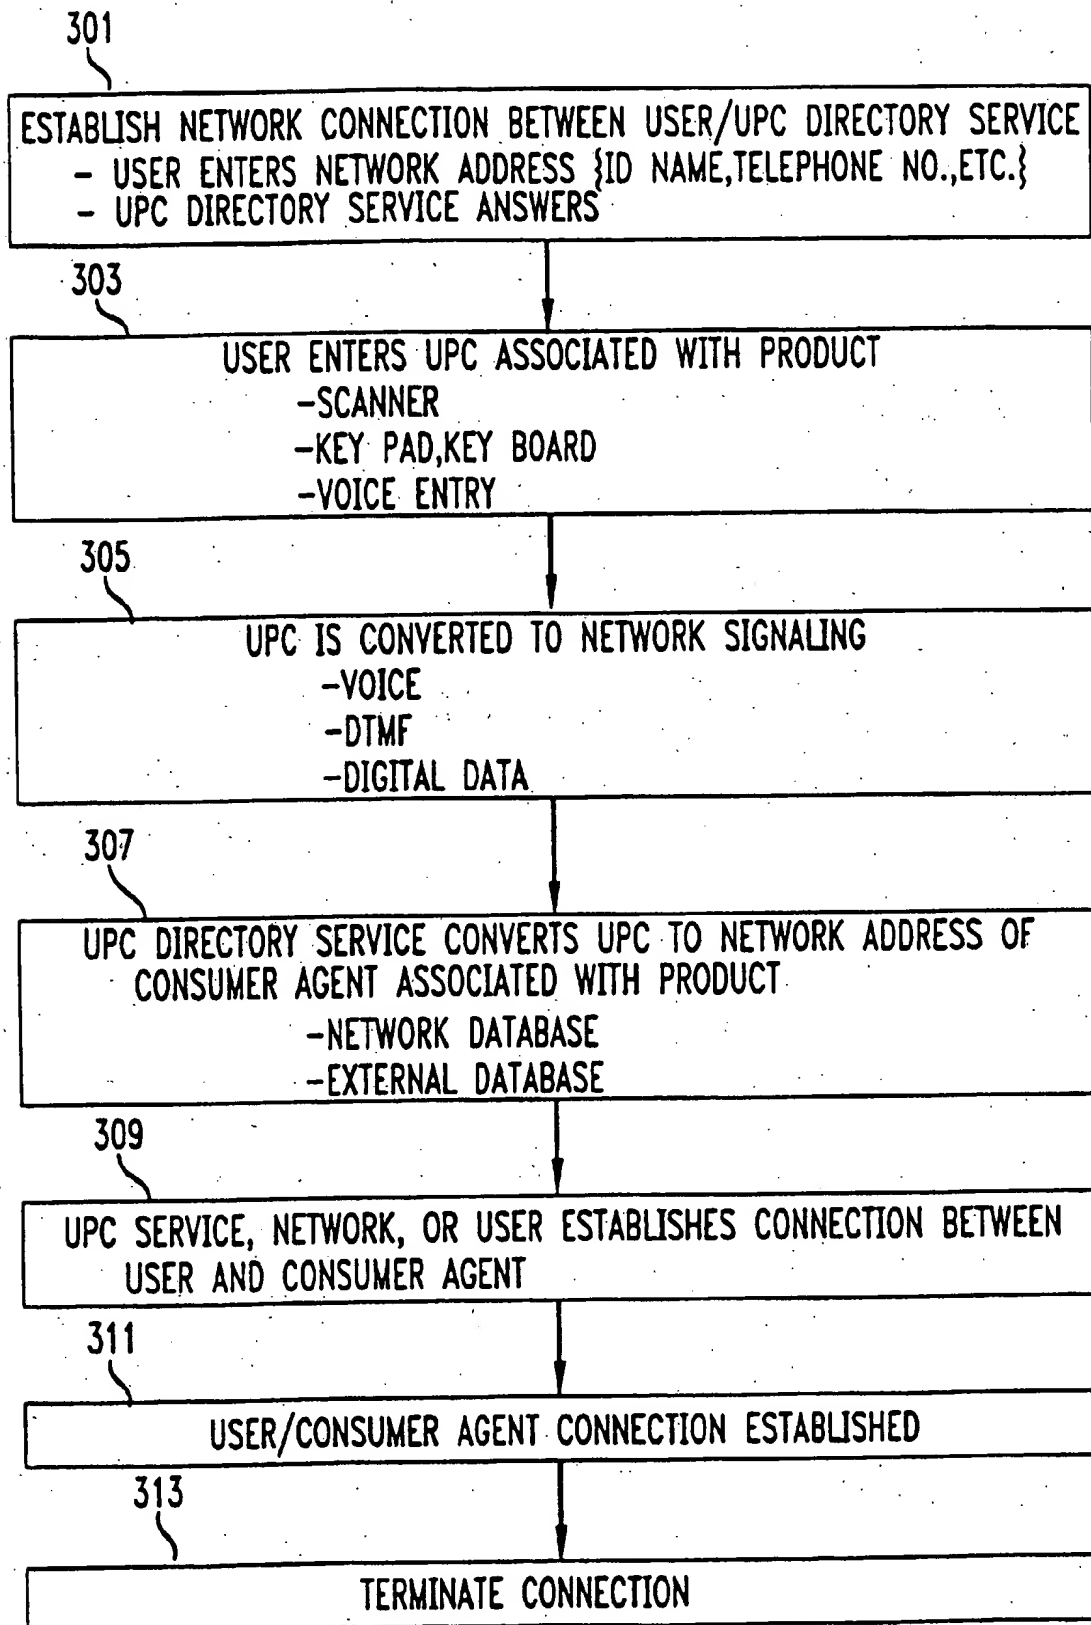 301
ESTABLISH NETWORK CONNECTION BETWEEN USER/UPC DIRECTORY SERVICE
- USER ENTERS NETWORK ADDRESS {ID NAME,TELEPHONE NO.,ETC.}
- UPC DIRECTORY SERVICE ANSWERS
303
USER ENTERS UPC ASSOCIATED WITH PRODUCT
-SCANNER
-KEY PAD,KEY BOARD
-VOICE ENTRY
305
UPC IS CONVERTED TO NETWORK SIGNALING
-VOICE
-DTMF
-DIGITAL DATA
307
UPC DIRECTORY SERVICE CONVERTS UPC TO NETWORK ADDRESS OF
CONSUMER AGENT ASSOCIATED WITH PRODUCT
-NETWORK DATABASE
-EXTERNAL DATABASE
309
UPC SERVICE, NETWORK, OR USER ESTABLISHES CONNECTION BETWEEN
USER AND CONSUMER AGENT
311
USER/CONSUMER AGENT CONNECTION ESTABLISHED
313
TERMINATE CONNECTION